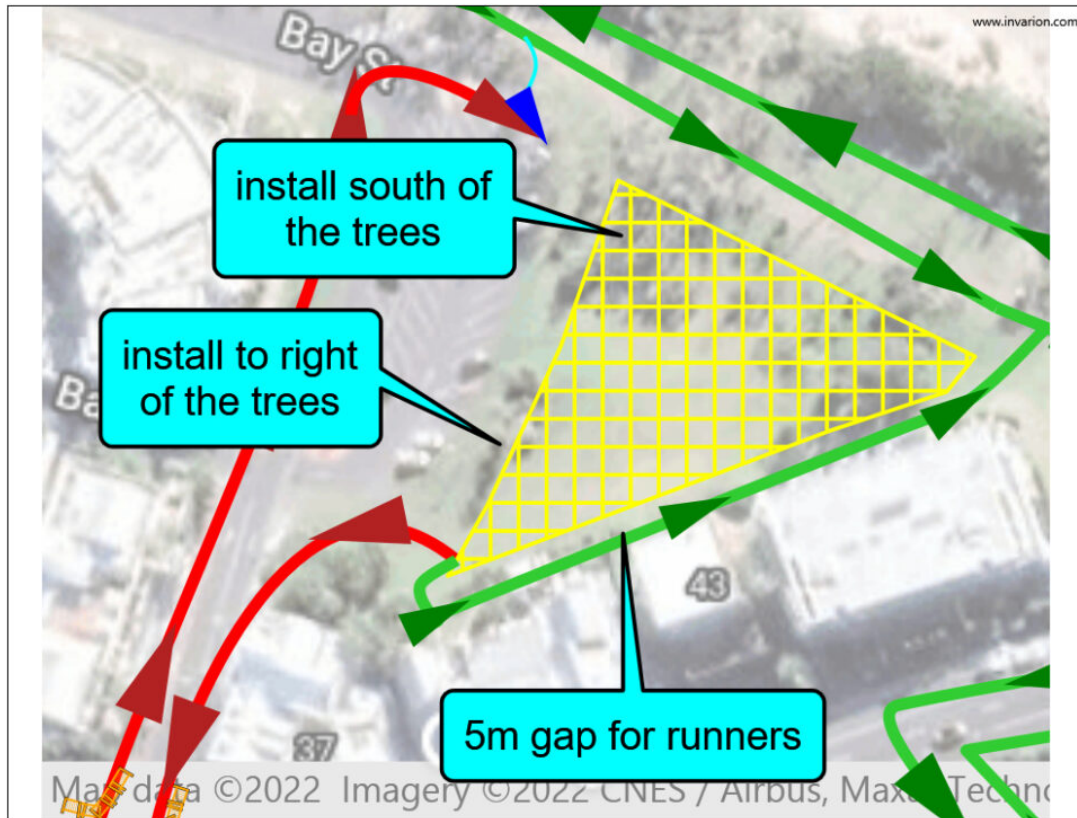 www.invarion.com
Bay St
install south of
the trees
install to right
of the trees
Ba
43
5m gap for runners
37
Map data ©2022 Imagery ©2022 CNES / Airbus, Maxar Techno